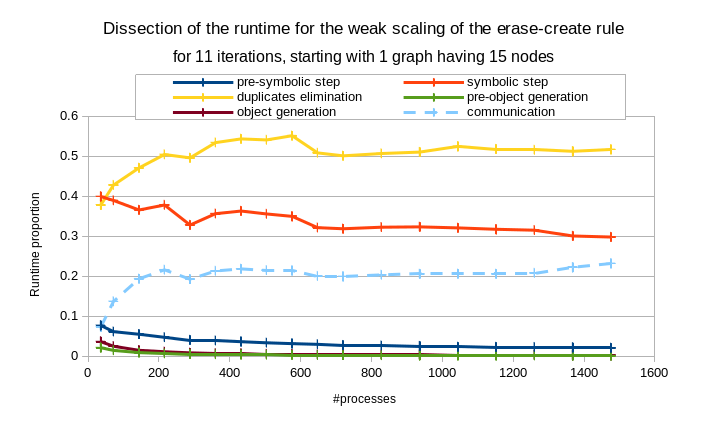 Dissection of the runtime for the weak scaling of the erase-create rule
for 11 iterations, starting with 1 graph having 15 nodes
pre-symbolic step
symbolic step
duplicates elimination
pre-object generation
object generation
communication
0.6
0.5
0.4
0.3
0.2
0.1
0
Runtime proportion
0 200 400 600 800 1000 1200 1400 1600
#processes